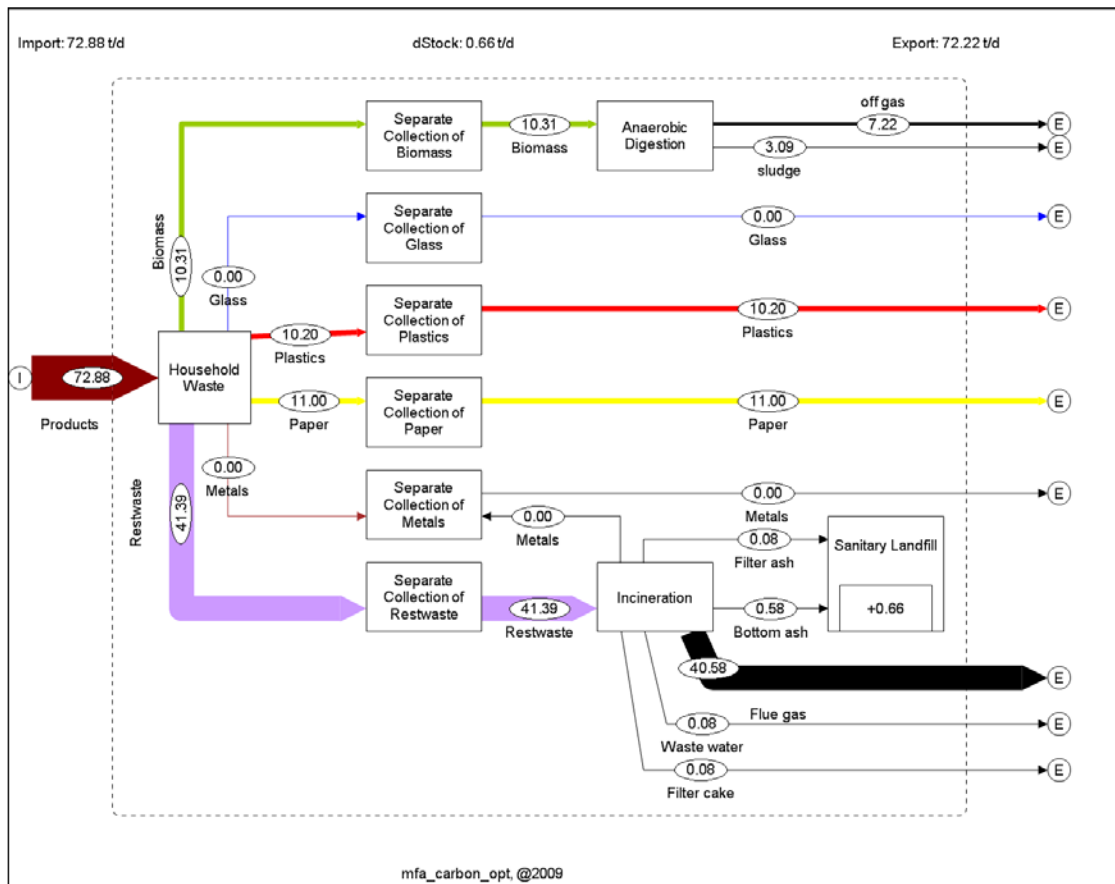 Import: 72.88 t/d
dStock: 0.66 t/d
Export: 72.22 t/d
Separate
Collection of
Biomass
10.31
Biomass
Anaerobic
Digestion
off gas
7.22
E
3.09
sludge
E
Biomass
10.31
Separate
Collection of
Glass
0.00
Glass
0.00
Glass
E
Separate
Collection of
Plastics
10.20
Plastics
10.20
Plastics
E
I
72.88
Products
Household
Waste
11.00
Paper
Separate
Collection of
Paper
11.00
Paper
E
0.00
Metals
Separate
Collection of
Metals
0.00
Metals
E
0.00
Metals
Restwaste
41.39
Separate
Collection of
Restwaste
41.39
Restwaste
Incineration
0.08
Filter ash
0.58
Bottom ash
Sanitary Landfill
+0.66
40.58
Flue gas
E
0.08
Waste water
E
0.08
Filter cake
E
mfa_carbon_opt, @2009